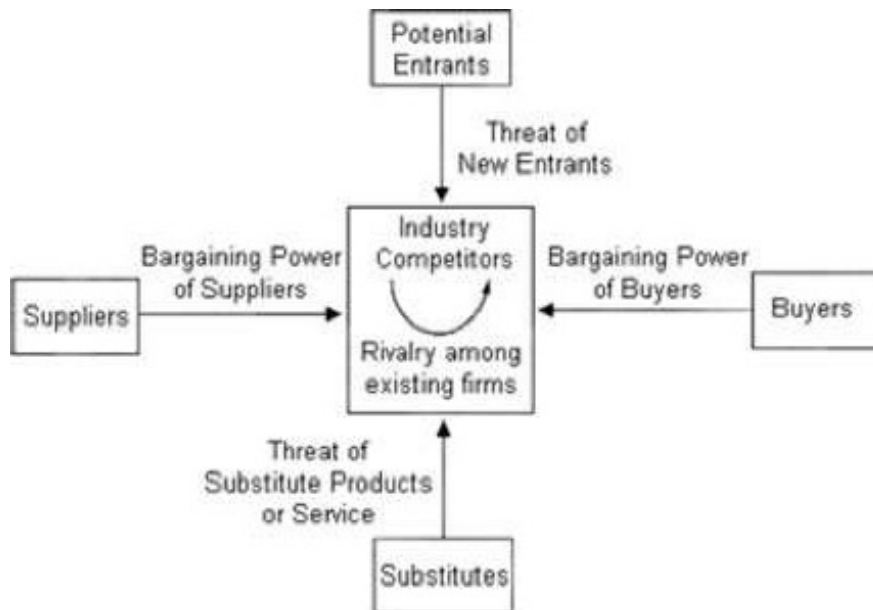 Potential
Entrants
Threat of
New Entrants
Industry
Competitors
Bargaining Power
of Suppliers
Bargaining Power
of Buyers
Suppliers
Buyers
Rivalry among
existing firms
Threat of
Substitute Products
or Service
Substitutes